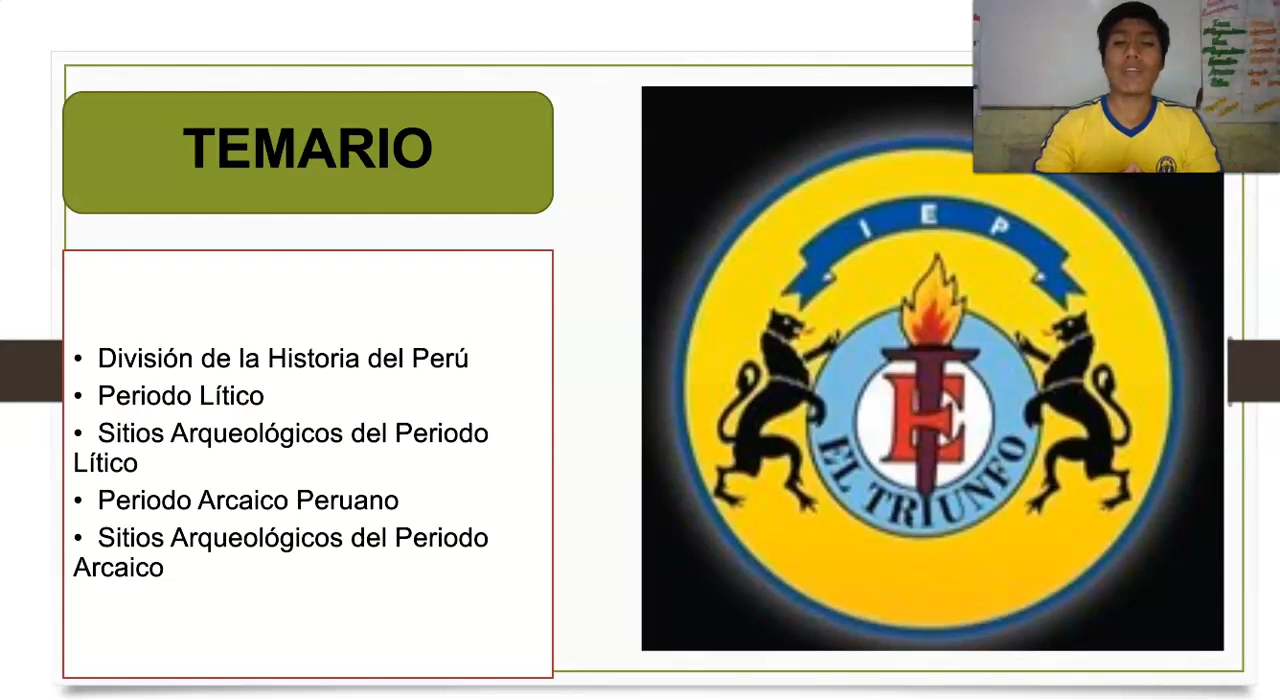 TEMARIO
• División de la Historia del Perú
• Periodo Lítico
• Sitios Arqueológicos del Periodo
Lítico
• Periodo Arcaico Peruano
• Sitios Arqueológicos del Periodo
Arcaico
I E P
E
EL TRIUNFO